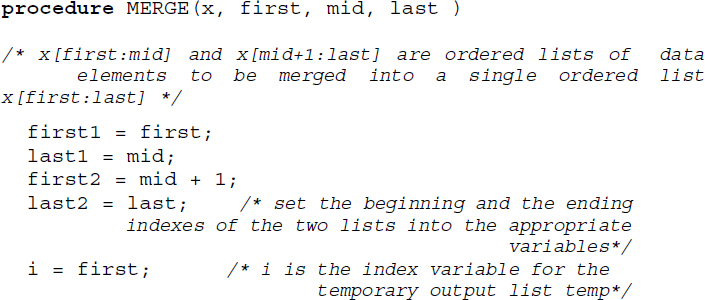 procedure MERGE(x, first, mid, last )
/* x[first:mid] and x[mid+1:last] are ordered lists of data
elements to be merged into a single ordered list
x[first:last] */
first1 = first;
last1 = mid;
first2 = mid + 1;
last2 = last; /* set the beginning and the ending
indexes of the two lists into the appropriate
variables*/
i = first; /* i is the index variable for the
temporary output list temp*/